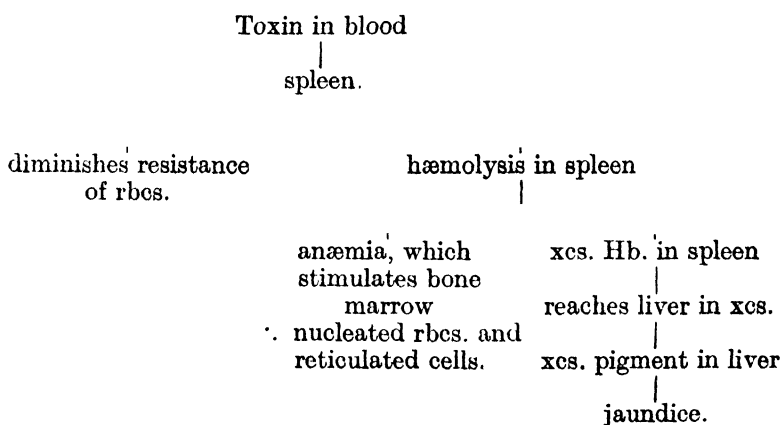 Toxin in blood
spleen.
diminishes resistance
of rbcs.
hæmolysis in spleen
anæmia, which
stimulates bone
marrow
∴ nucleated rbcs. and
reticulated cells.
xcs. Hb. in spleen
reaches liver in xcs.
xcs. pigment in liver
jaundice.